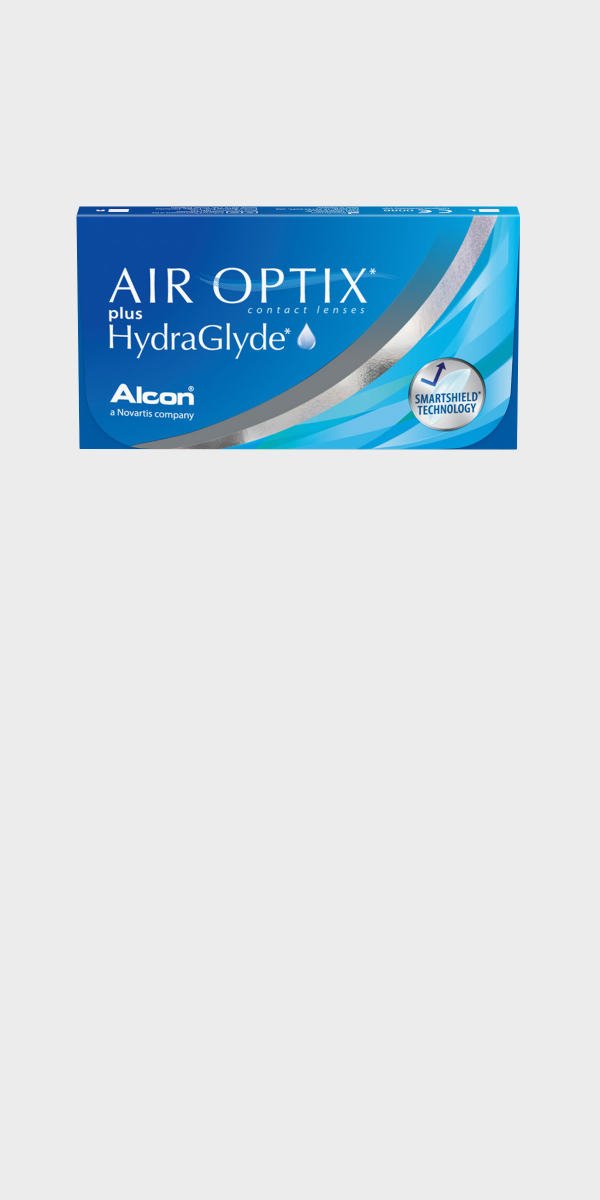 AIR OPTIX*
contact lenses
plus
HydraGlyde*
Alcon®
a Novartis company
SMARTSHIELD®
TECHNOLOGY